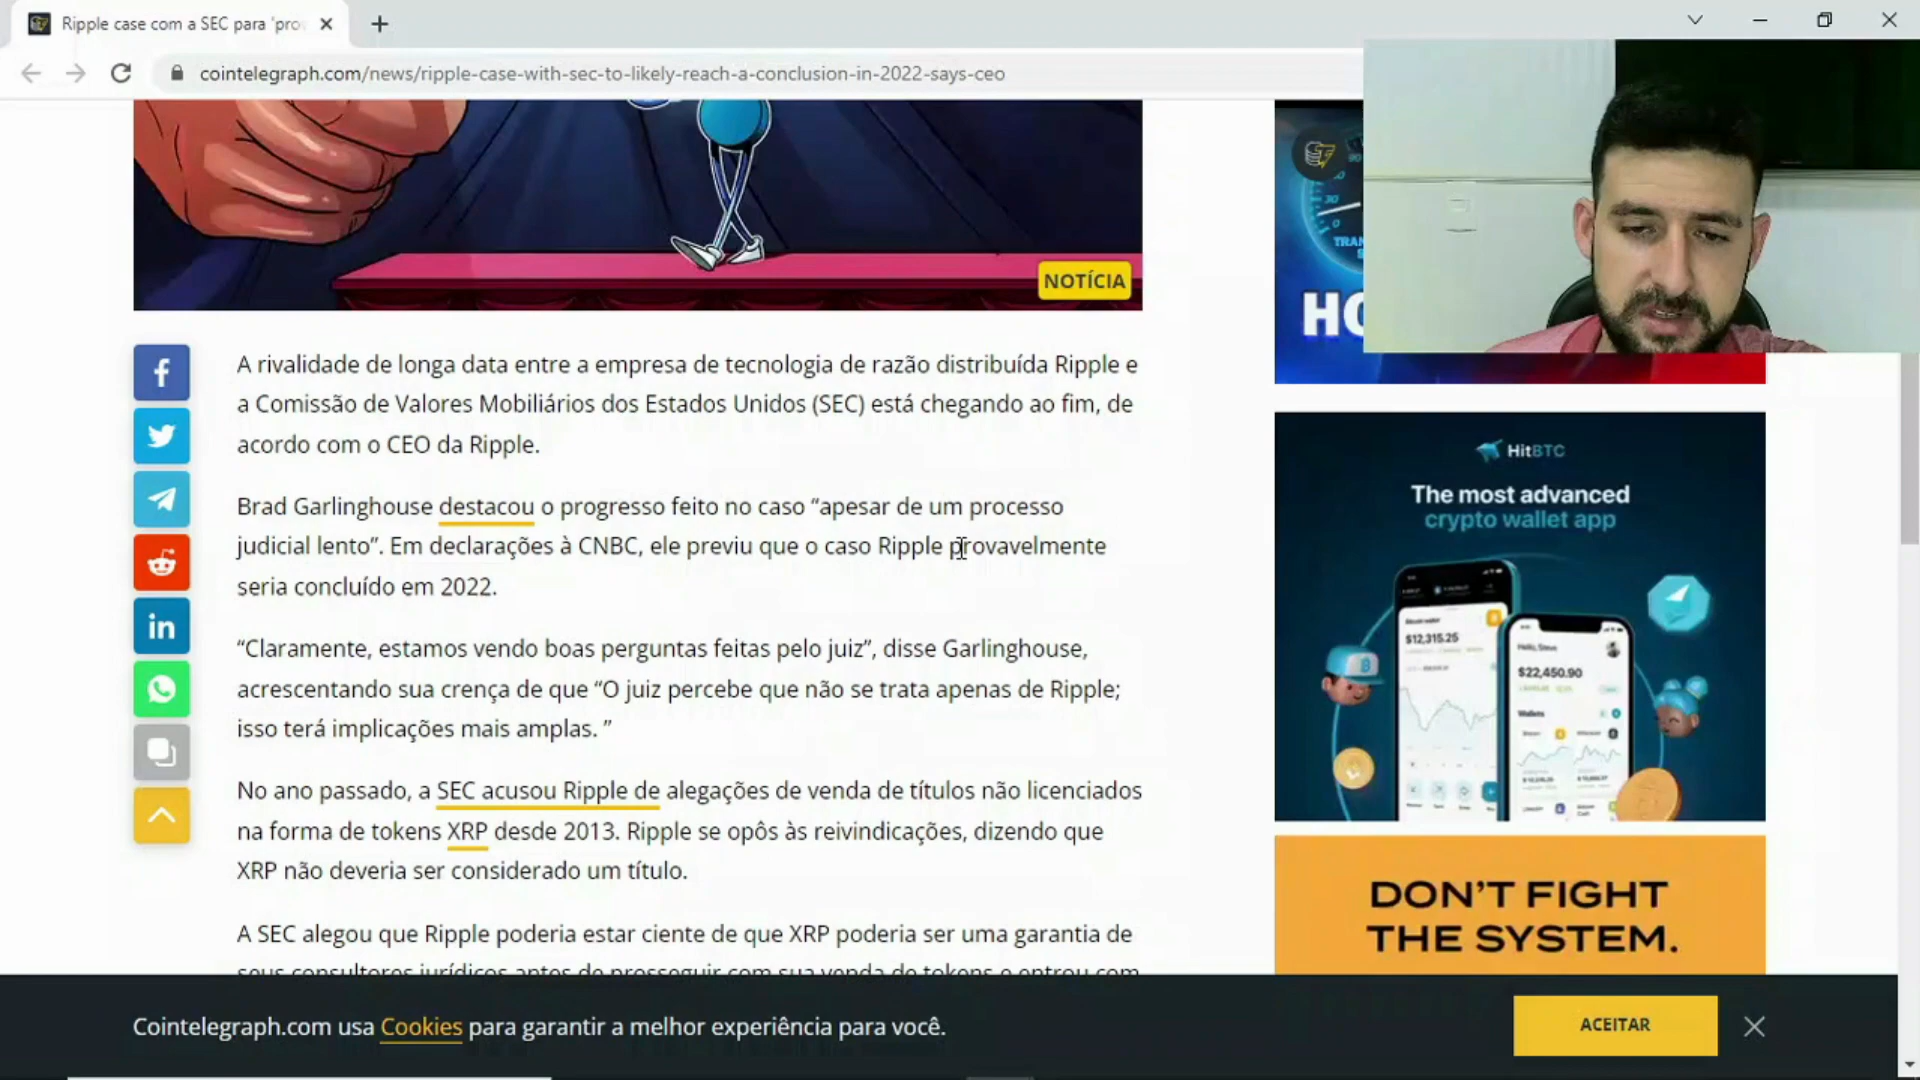 Ripple case com a SEC para 'pro
cointelegraph.com/news/ripple-case-with-sec-to-likely-reach-a-conclusion-in-2022-says-ceo
NOTÍCIA
A rivalidade de longa data entre a empresa de tecnologia de razão distribuída Ripple e
a Comissão de Valores Mobiliários dos Estados Unidos (SEC) está chegando ao fim, de
acordo com o CEO da Ripple.
Brad Garlinghouse destacou o progresso feito no caso “apesar de um processo
judicial lento”. Em declarações à CNBC, ele previu que o caso Ripple provavelmente
seria concluído em 2022.
“Claramente, estamos vendo boas perguntas feitas pelo juiz”, disse Garlinghouse,
acrescentando sua crença de que “O juiz percebe que não se trata apenas de Ripple;
isso terá implicações mais amplas. ”
No ano passado, a SEC acusou Ripple de alegações de venda de títulos não licenciados
na forma de tokens XRP desde 2013. Ripple se opôs às reivindicações, dizendo que
XRP não deveria ser considerado um título.
A SEC alegou que Ripple poderia estar ciente de que XRP poderia ser uma garantia de
seus consultores jurídicos antes de prosseguir com sua venda de tokens e entrou com
30
0
TRAN
S
HO
HitBTC
The most advanced
crypto wallet app
Bitcoin wallet
$12,315.25
Hello, Steve
$22,450.90
Wallets
DON'T FIGHT
THE SYSTEM.
Cointelegraph.com usa Cookies para garantir a melhor experiência para você.
ACEITAR